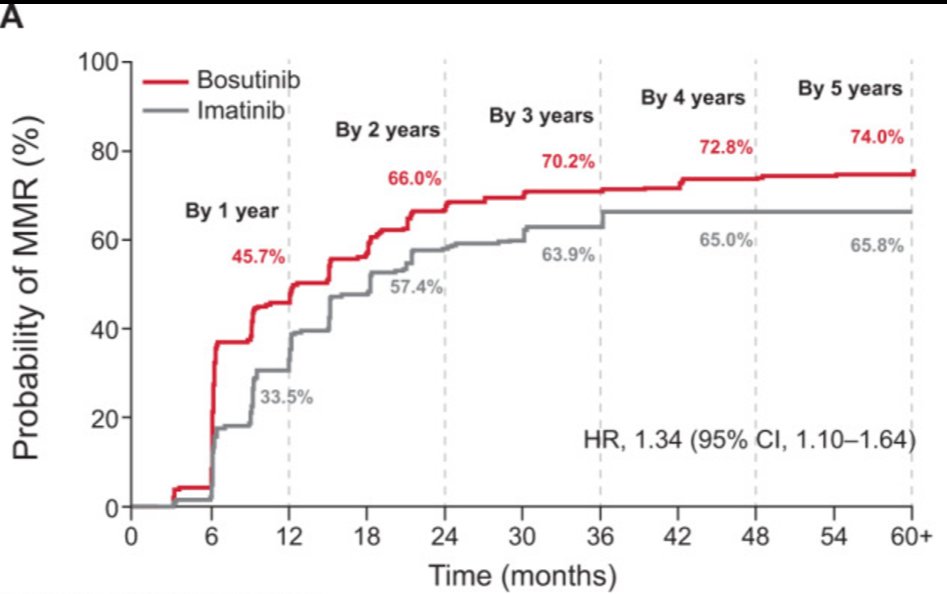 A
100
Bosutinib
Imatinib
By 1 year
By 2 years
By 3 years
By 4 years
By 5 years
45.7%
66.0%
70.2%
72.8%
74.0%
33.5%
57.4%
63.9%
65.0%
65.8%
80
60
40
20
0
Probability of MMR (%)
HR, 1.34 (95% CI, 1.10–1.64)
0 6 12 18 24 30 36 42 48 54 60+
Time (months)